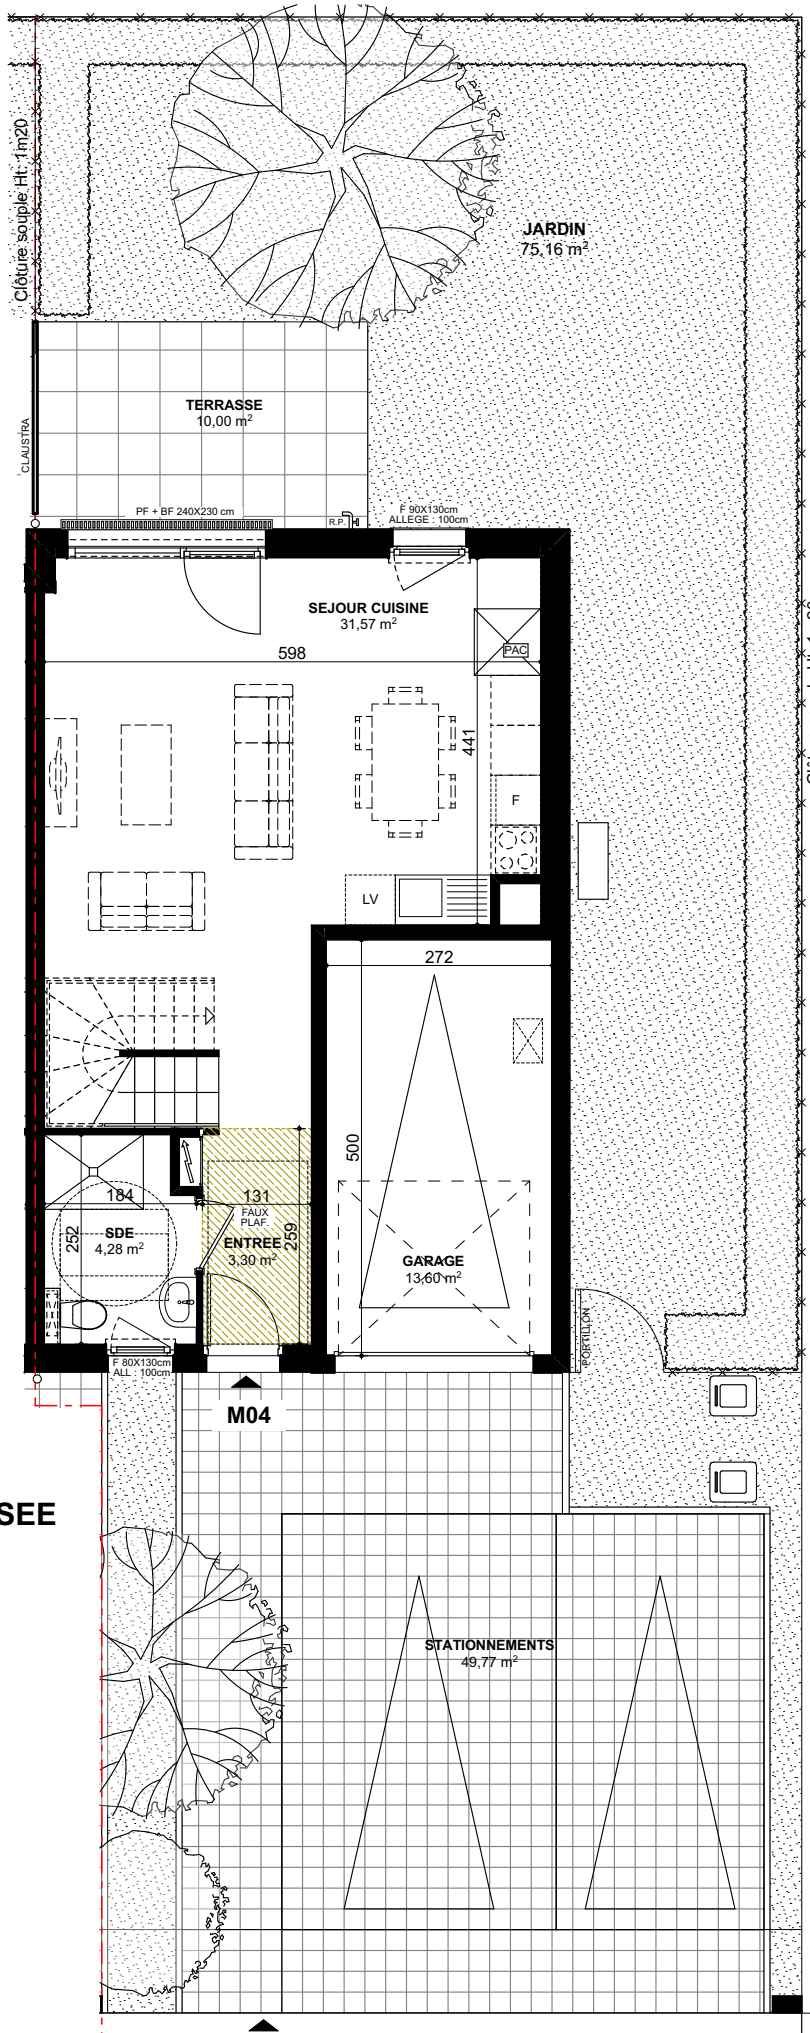 Clôture souple Ht: 1m20
JARDIN
75,16 m²
TERRASSE
10,00 m²
CLAUSTRA
PF + BF 240X230 cm
R.P.
F 90X130cm
ALLEGE : 100cm
SEJOUR CUISINE
31,57 m²
598
PAC
441
F
LV
272
500
184
131
FAUX
PLAF.
259
252
SDE
4,28 m²
ENTREE
3,30 m²
GARAGE
13,60 m²
PORTILLON
F 80X130cm
ALL : 100cm
M04
SEE
STATIONNEMENTS
49,77 m²